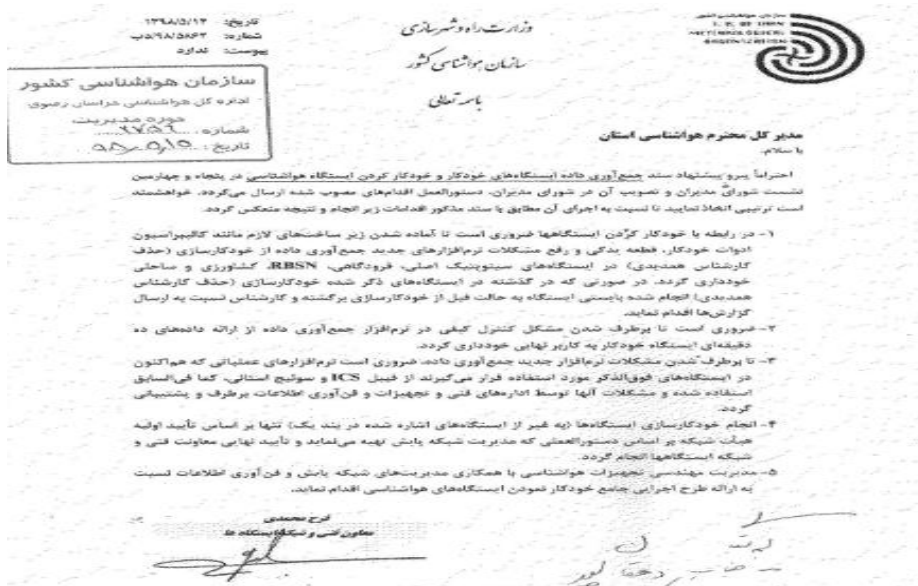 تاریخ: ۱۳۹۸/۵/۱۳
شماره: ۵/۹۸/۵۸۶۲/ب
پیوست: ندارد
وزارت راه و شهرسازی
سازمان هواشناسی کشور
باسمه تعالی
I. R. OF IRAN
METEOROLOGICAL
ORGANIZATION
سازمان هواشناسی کشور
اداره کل هواشناسی خراسان رضوی
دوره مدیریت
شماره
تاریخ:
مدیر کل محترم هواشناسی استان
با سلام،
احتراماً پیرو پیشنهاد سند جمع‌آوری داده ایستگاه‌های خودکار و خودکار کردن ایستگاه هواشناسی در پنجاه و چهارمین
نشست شورای مدیران و تصویب آن در شورای مدیران، دستورالعمل اقدام‌های مصوب شده ارسال می‌گردد. خواهشمند
است ترتیبی اتخاذ نمایید تا نسبت به اجرای آن مطابق با سند مذکور اقدامات زیر انجام و نتیجه منعکس گردد.
۱- در رابطه با خودکار کردن ایستگاهها ضروری است تا آماده شدن زیر ساخت‌های لازم مانند کالیبراسیون
ادوات خودکار، قطعه یدکی و رفع مشکلات نرم‌افزارهای جدید جمع‌آوری داده از خودکارسازی (حذف
کارشناس همدیدی) در ایستگاه‌های سینوپتیک اصلی، فرودگاهی، RBSN، کشاورزی و ساحلی
خودداری گردد. در صورتی که در گذشته در ایستگاه‌های ذکر شده خودکارسازی (حذف کارشناس
همدیدی) انجام شده بایستی ایستگاه به حالت قبل از خودکارسازی برگشته و کارشناس نسبت به ارسال
گزارش‌ها اقدام نماید.
۲- ضروری است تا برطرف شدن مشکل کنترل کیفی در نرم‌افزار جمع‌آوری داده از ارائه داده‌های ده
دقیقه‌ای ایستگاه خودکار به کاربر نهایی خودداری گردد.
۳- تا برطرف شدن مشکلات نرم‌افزار جدید جمع‌آوری داده، ضروری است نرم‌افزارهای عملیاتی که هم‌اکنون
در ایستگاه‌های فوق‌الذکر مورد استفاده قرار می‌گیرند از قبیل ICS و سوئیچ استانی، کما فی‌السابق
استفاده شده و مشکلات آنها توسط اداره‌های فنی و تجهیزات و فن‌آوری اطلاعات برطرف و پشتیبانی
گردد.
۴- انجام خودکارسازی ایستگاهها (به غیر از ایستگاه‌های اشاره شده در بند یک) تنها بر اساس تأیید اولیه
هیأت شبکه بر اساس دستورالعملی که مدیریت شبکه پایش تهیه می‌نماید و تأیید نهایی معاونت فنی و
شبکه ایستگاهها انجام گردد.
۵- مدیریت مهندسی تجهیزات هواشناسی با همکاری مدیریت‌های شبکه پایش و فن آوری اطلاعات نسبت
به ارائه طرح اجرایی جامع خودکار نمودن ایستگاه‌های هواشناسی اقدام نماید.
فرح محمدی
معاون فنی و شبکه ایستگاه ها